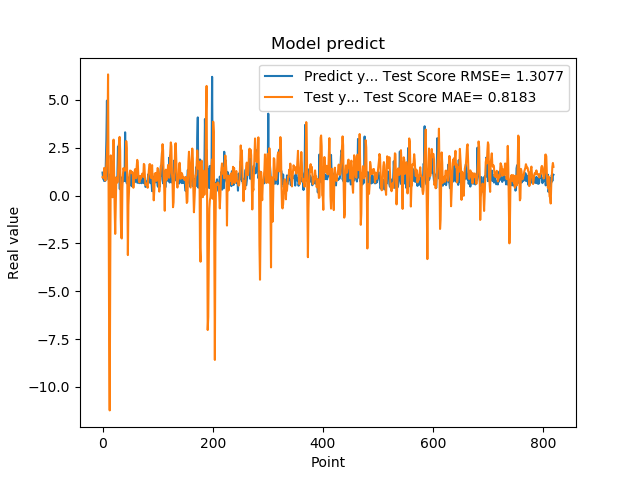 Model predict
Predict y... Test Score RMSE= 1.3077
Test y... Test Score MAE= 0.8183
5.0
2.5
0.0
−2.5
−5.0
−7.5
−10.0
Real value
0 200 400 600 800
Point